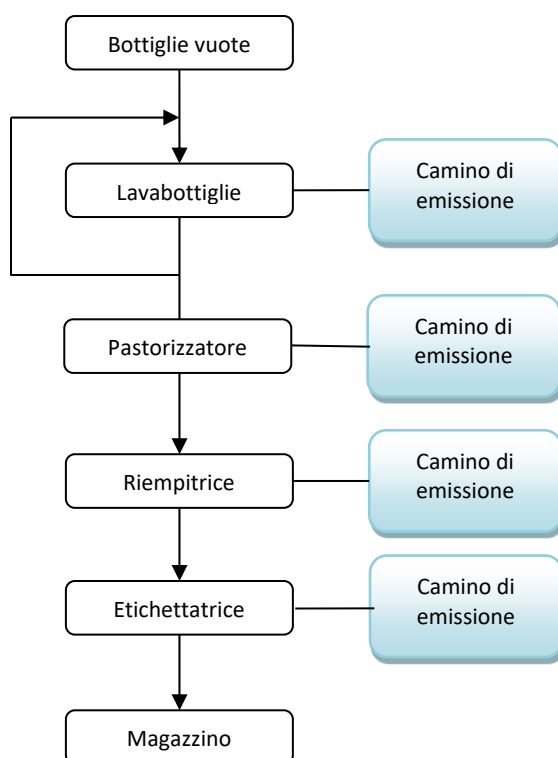 Bottiglie vuote
Lavabottiglie
Camino di
emissione
Pastorizzatore
Camino di
emissione
Riempitrice
Camino di
emissione
Etichettatrice
Camino di
emissione
Magazzino